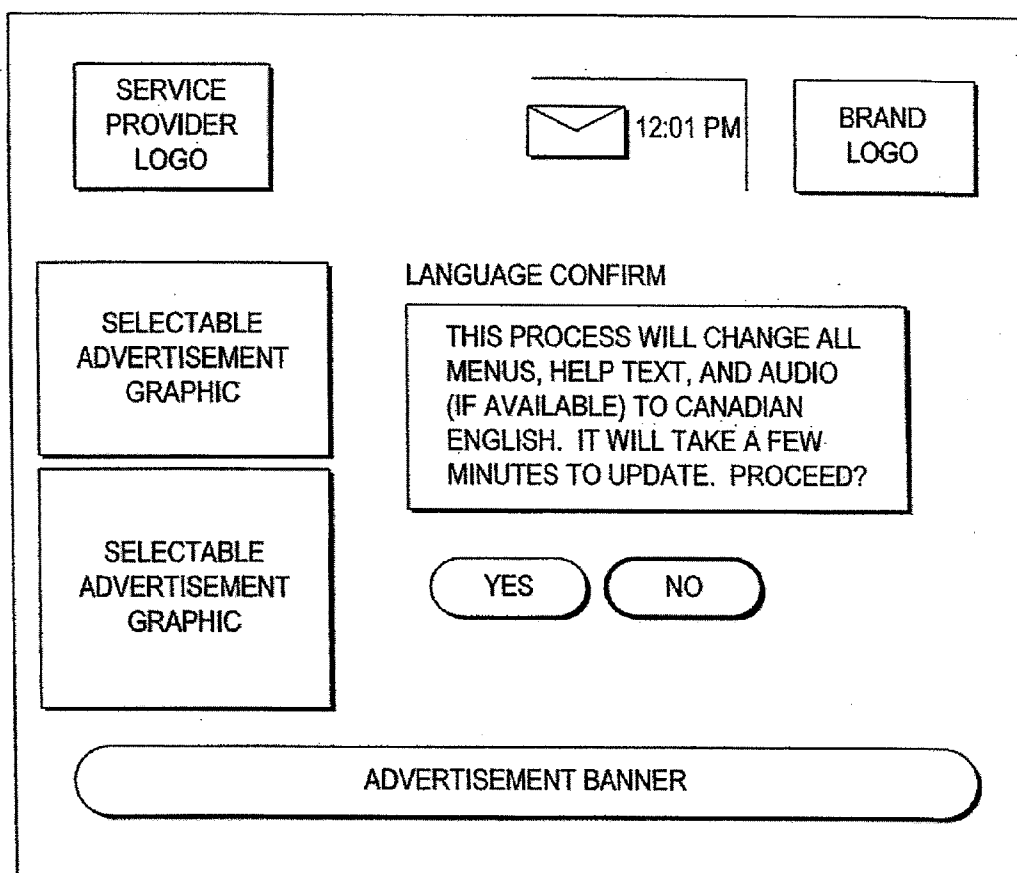 SERVICE
PROVIDER
LOGO
12:01 PM
BRAND
LOGO
SELECTABLE
ADVERTISEMENT
GRAPHIC
LANGUAGE CONFIRM
THIS PROCESS WILL CHANGE ALL
MENUS, HELP TEXT, AND AUDIO
(IF AVAILABLE) TO CANADIAN
ENGLISH. IT WILL TAKE A FEW
MINUTES TO UPDATE. PROCEED?
SELECTABLE
ADVERTISEMENT
GRAPHIC
YES
NO
ADVERTISEMENT BANNER